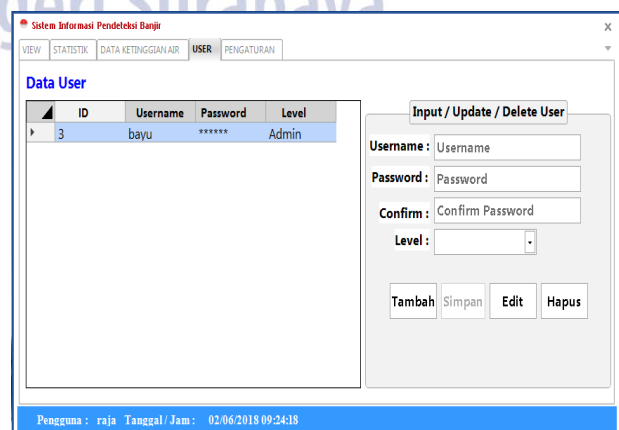 geri Surabaya
Sistem Informasi Pendeteksi Banjir x
VIEW STATISTIK DATA KETINGGIAN AIR USER PENGATURAN
Data User
ID Username Password Level
3 bayu ****** Admin
Input / Update / Delete User
Username : Username
Password : Password
Confirm : Confirm Password
Level :
Tambah Simpan Edit Hapus
Pengguna : raja Tanggal / Jam : 02/06/2018 09:24:18